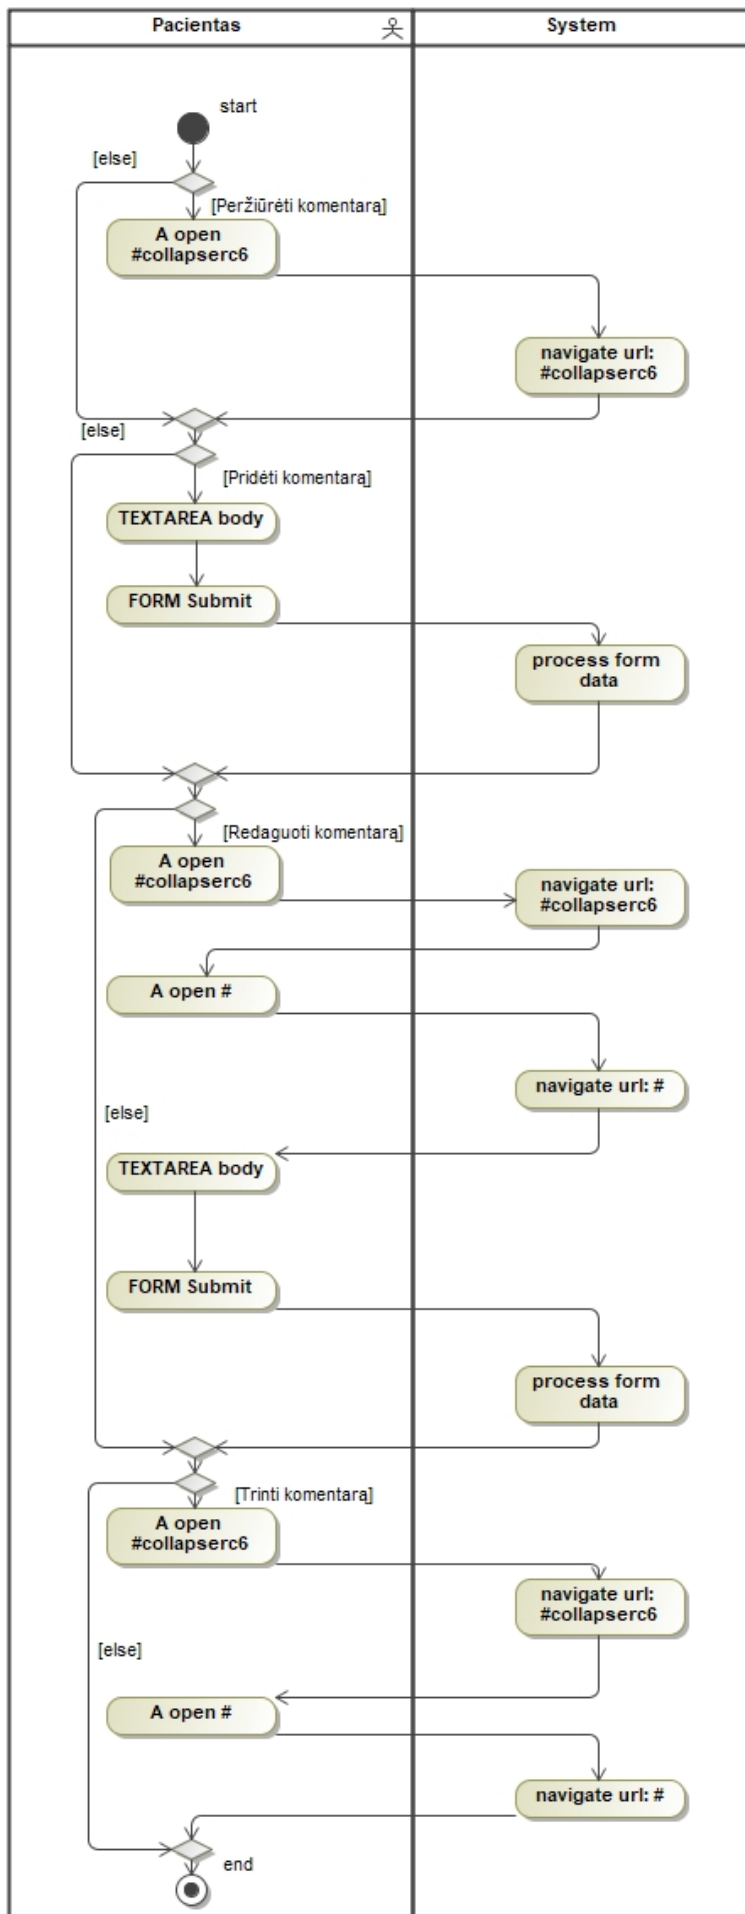 Pacientas
System
start
[else]
[Peržiūrėti komentarą]
A open
#collapserc6
navigate url:
#collapserc6
[else]
[Pridėti komentarą]
TEXTAREA body
FORM Submit
process form
data
[Redaguoti komentarą]
A open
#collapserc6
navigate url:
#collapserc6
A open #
navigate url: #
[else]
TEXTAREA body
FORM Submit
process form
data
[Trinti komentarą]
A open
#collapserc6
navigate url:
#collapserc6
[else]
A open #
navigate url: #
end